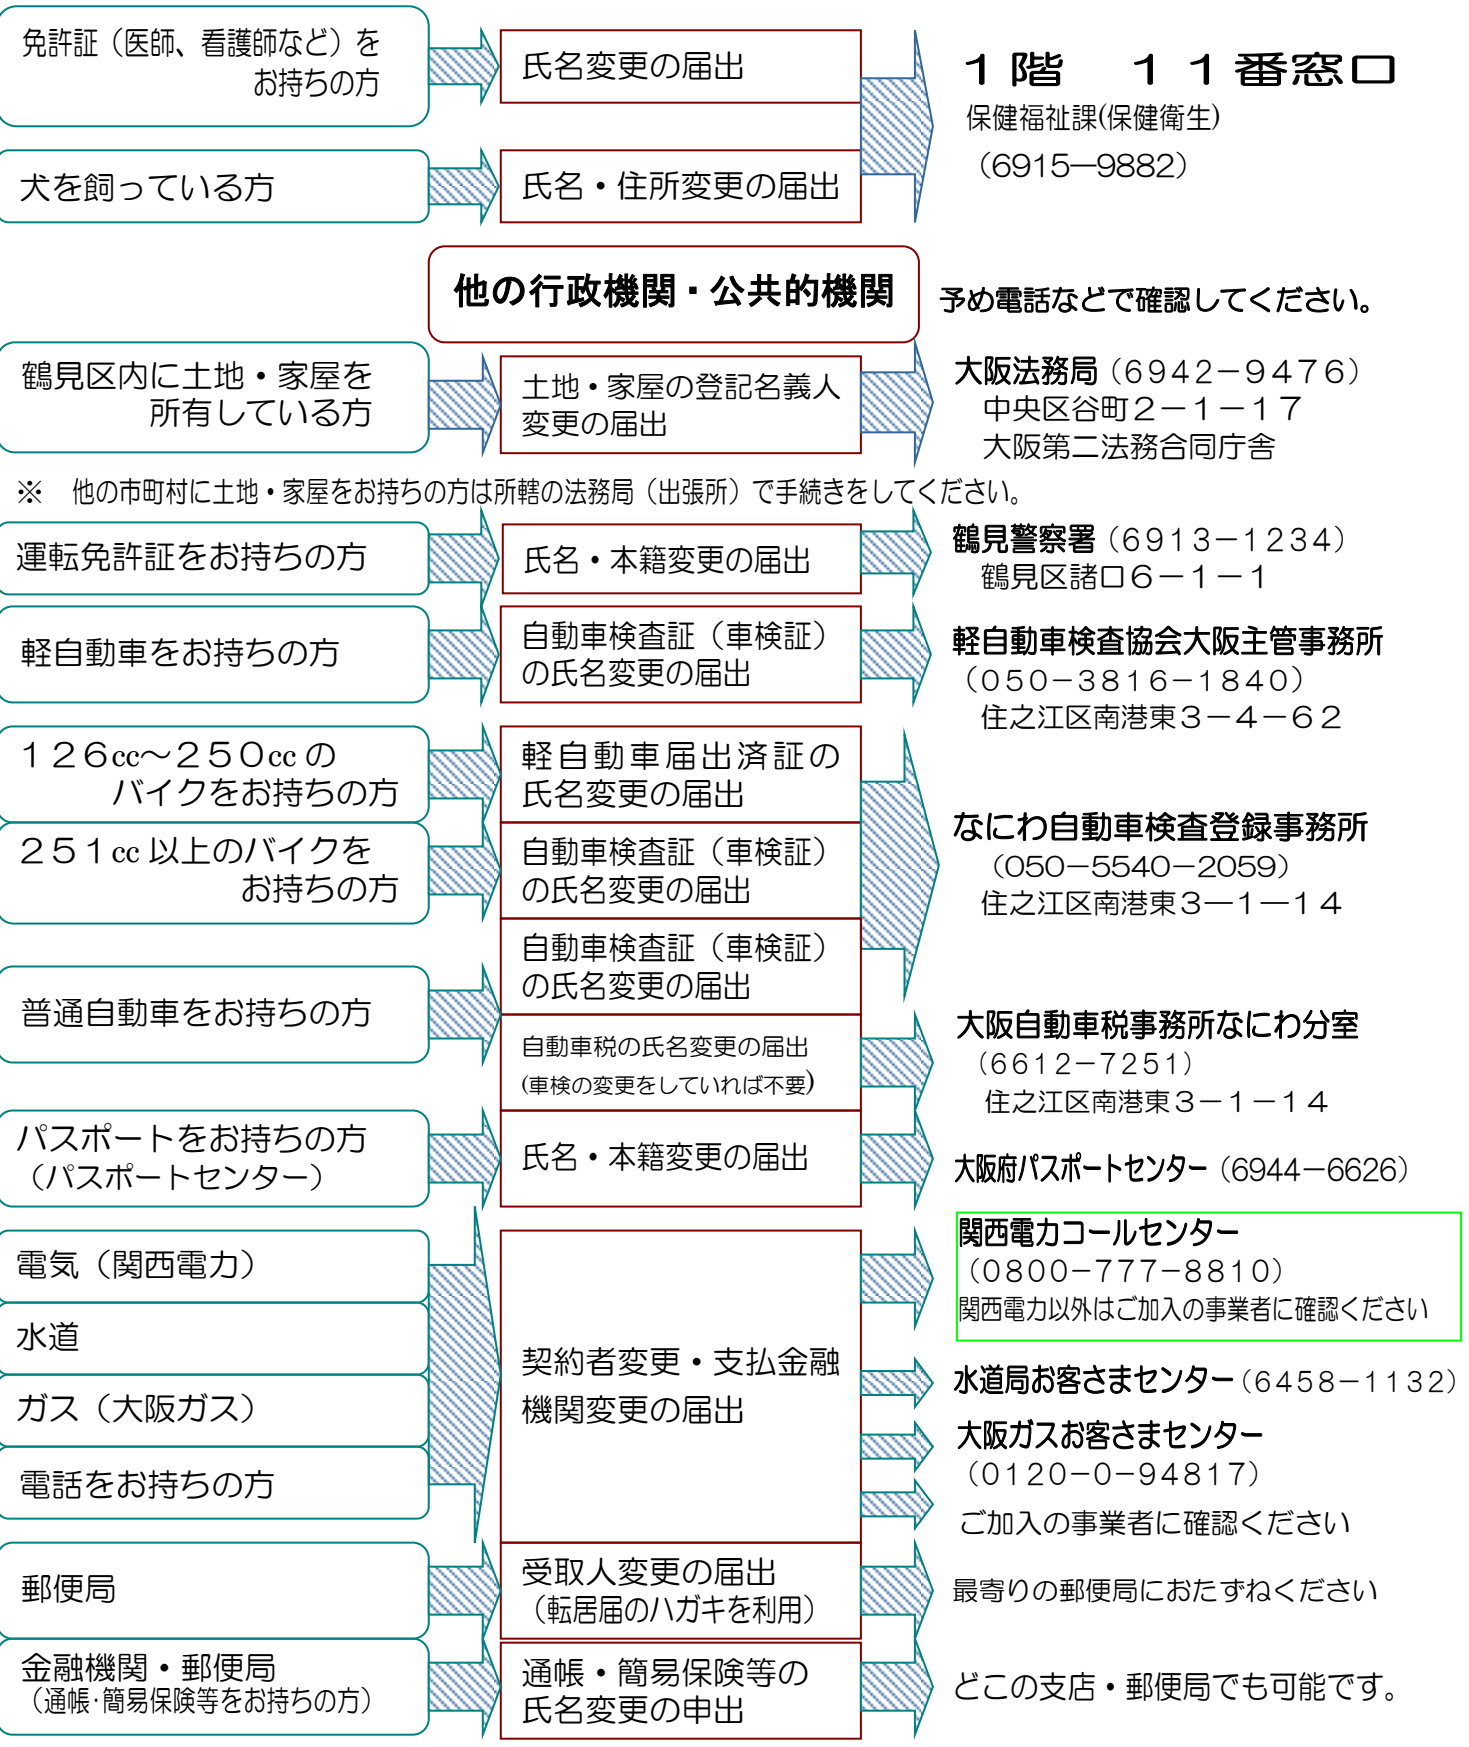 免許証（医師、看護師など）を
お持ちの方
氏名変更の届出
１階　１１番窓口
保健福祉課(保健衛生)
（6915―9882）
犬を飼っている方
氏名・住所変更の届出
他の行政機関・公共的機関
予め電話などで確認してください。
鶴見区内に土地・家屋を
所有している方
土地・家屋の登記名義人
変更の届出
大阪法務局（6942－9476）
中央区谷町２－１－１７
大阪第二法務合同庁舎
※　他の市町村に土地・家屋をお持ちの方は所轄の法務局（出張所）で手続きをしてください。
運転免許証をお持ちの方
氏名・本籍変更の届出
鶴見警察署（6913－1234）
鶴見区諸口６－１－１
軽自動車をお持ちの方
自動車検査証（車検証）
の氏名変更の届出
軽自動車検査協会大阪主管事務所
（050－3816－1840）
住之江区南港東３－４－６２
１２６cc～２５０cc の
バイクをお持ちの方
軽自動車届出済証の
氏名変更の届出
２５１cc 以上のバイクを
お持ちの方
自動車検査証（車検証）
の氏名変更の届出
なにわ自動車検査登録事務所
（050－5540－2059）
住之江区南港東３―１―１４
普通自動車をお持ちの方
自動車検査証（車検証）
の氏名変更の届出
自動車税の氏名変更の届出
(車検の変更をしていれば不要)
大阪自動車税事務所なにわ分室
（6612－7251）
住之江区南港東３－１－１４
パスポートをお持ちの方
（パスポートセンター）
氏名・本籍変更の届出
大阪府パスポートセンター（6944－6626）
電気（関西電力）
水道
ガス（大阪ガス）
電話をお持ちの方
契約者変更・支払金融
機関変更の届出
関西電力コールセンター
（0800－777－8810）
関西電力以外はご加入の事業者に確認ください
水道局お客さまセンター（6458－1132）
大阪ガスお客さまセンター
（0120－0－94817）
ご加入の事業者に確認ください
郵便局
受取人変更の届出
（転居届のハガキを利用）
最寄りの郵便局におたずねください
金融機関・郵便局
（通帳･簡易保険等をお持ちの方）
通帳・簡易保険等の
氏名変更の申出
どこの支店・郵便局でも可能です。